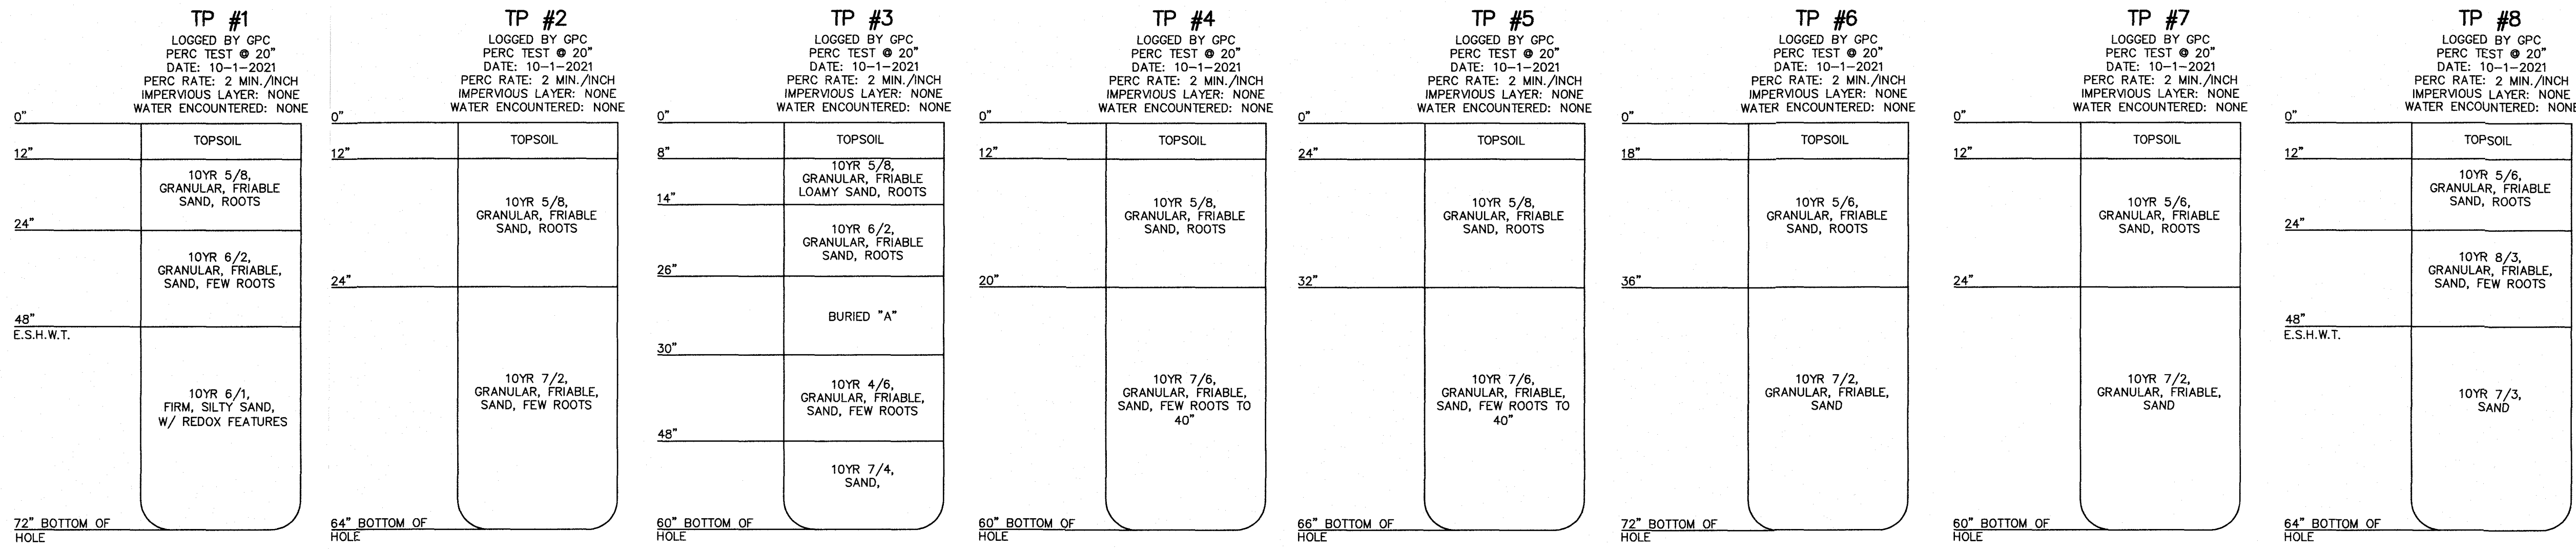 TP #1
LOGGED BY GPC
PERC TEST @ 20"
DATE: 10-1-2021
PERC RATE: 2 MIN./INCH
IMPERVIOUS LAYER: NONE
WATER ENCOUNTERED: NONE
0"
TOPSOIL
12"
10YR 5/8,
GRANULAR, FRIABLE
SAND, ROOTS
24"
10YR 6/2,
GRANULAR, FRIABLE,
SAND, FEW ROOTS
48"
E.S.H.W.T.
10YR 6/1,
FIRM, SILTY SAND,
W/ REDOX FEATURES
72" BOTTOM OF
HOLE
TP #2
LOGGED BY GPC
PERC TEST @ 20"
DATE: 10-1-2021
PERC RATE: 2 MIN./INCH
IMPERVIOUS LAYER: NONE
WATER ENCOUNTERED: NONE
0"
TOPSOIL
12"
10YR 5/8,
GRANULAR, FRIABLE
SAND, ROOTS
24"
10YR 7/2,
GRANULAR, FRIABLE,
SAND, FEW ROOTS
64" BOTTOM OF
HOLE
TP #3
LOGGED BY GPC
PERC TEST @ 20"
DATE: 10-1-2021
PERC RATE: 2 MIN./INCH
IMPERVIOUS LAYER: NONE
WATER ENCOUNTERED: NONE
0"
TOPSOIL
8"
10YR 5/8,
GRANULAR, FRIABLE
LOAMY SAND, ROOTS
14"
10YR 6/2,
GRANULAR, FRIABLE
SAND, ROOTS
26"
BURIED "A"
30"
10YR 4/6,
GRANULAR, FRIABLE,
SAND, FEW ROOTS
48"
10YR 7/4,
SAND,
60" BOTTOM OF
HOLE
TP #4
LOGGED BY GPC
PERC TEST @ 20"
DATE: 10-1-2021
PERC RATE: 2 MIN./INCH
IMPERVIOUS LAYER: NONE
WATER ENCOUNTERED: NONE
0"
TOPSOIL
12"
10YR 5/8,
GRANULAR, FRIABLE
SAND, ROOTS
20"
10YR 7/6,
GRANULAR, FRIABLE,
SAND, FEW ROOTS TO
40"
60" BOTTOM OF
HOLE
TP #5
LOGGED BY GPC
PERC TEST @ 20"
DATE: 10-1-2021
PERC RATE: 2 MIN./INCH
IMPERVIOUS LAYER: NONE
WATER ENCOUNTERED: NONE
0"
TOPSOIL
24"
10YR 5/8,
GRANULAR, FRIABLE
SAND, ROOTS
32"
10YR 7/6,
GRANULAR, FRIABLE,
SAND, FEW ROOTS TO
40"
66" BOTTOM OF
HOLE
TP #6
LOGGED BY GPC
PERC TEST @ 20"
DATE: 10-1-2021
PERC RATE: 2 MIN./INCH
IMPERVIOUS LAYER: NONE
WATER ENCOUNTERED: NONE
0"
TOPSOIL
18"
10YR 5/6,
GRANULAR, FRIABLE
SAND, ROOTS
36"
10YR 7/2,
GRANULAR, FRIABLE,
SAND
72" BOTTOM OF
HOLE
TP #7
LOGGED BY GPC
PERC TEST @ 20"
DATE: 10-1-2021
PERC RATE: 2 MIN./INCH
IMPERVIOUS LAYER: NONE
WATER ENCOUNTERED: NONE
0"
TOPSOIL
12"
10YR 5/6,
GRANULAR, FRIABLE
SAND, ROOTS
24"
10YR 7/2,
GRANULAR, FRIABLE,
SAND
60" BOTTOM OF
HOLE
TP #8
LOGGED BY GPC
PERC TEST @ 20"
DATE: 10-1-2021
PERC RATE: 2 MIN./INCH
IMPERVIOUS LAYER: NONE
WATER ENCOUNTERED: NONE
0"
TOPSOIL
12"
10YR 5/6,
GRANULAR, FRIABLE
SAND, ROOTS
24"
10YR 8/3,
GRANULAR, FRIABLE,
SAND, FEW ROOTS
48"
E.S.H.W.T.
10YR 7/3,
SAND
64" BOTTOM OF
HOLE